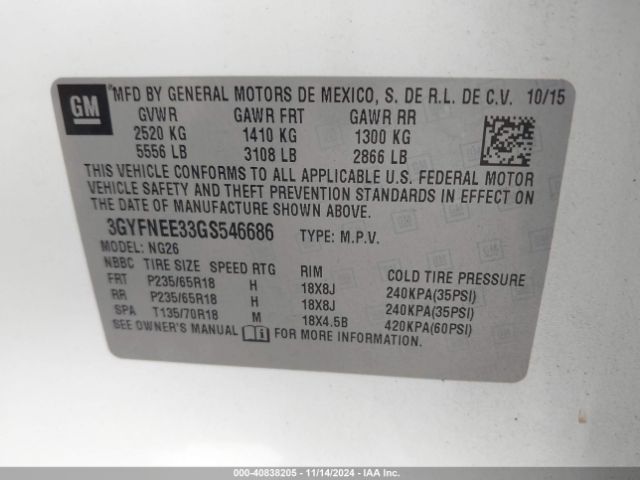 GM
MFD BY GENERAL MOTORS DE MEXICO, S. DE R.L. DE C.V. 10/15
GVWR GAWR FRT GAWR RR
2520 KG 1410 KG 1300 KG
5556 LB 3108 LB 2866 LB
THIS VEHICLE CONFORMS TO ALL APPLICABLE U.S. FEDERAL MOTOR
VEHICLE SAFETY AND THEFT PREVENTION STANDARDS IN EFFECT ON
THE DATE OF MANUFACTURE SHOWN ABOVE.
3GYFNEE33GS546686 TYPE: M.P.V.
MODEL: NG26
NBBC TIRE SIZE SPEED RTG RIM COLD TIRE PRESSURE
FRT P235/65R18 H 18X8J 240KPA(35PSI)
RR P235/65R18 H 18X8J 240KPA(35PSI)
SPA T135/70R18 M 18X4.5B 420KPA(60PSI)
SEE OWNER'S MANUAL FOR MORE INFORMATION.
000-40838205 - 11/14/2024 - IAAI.com